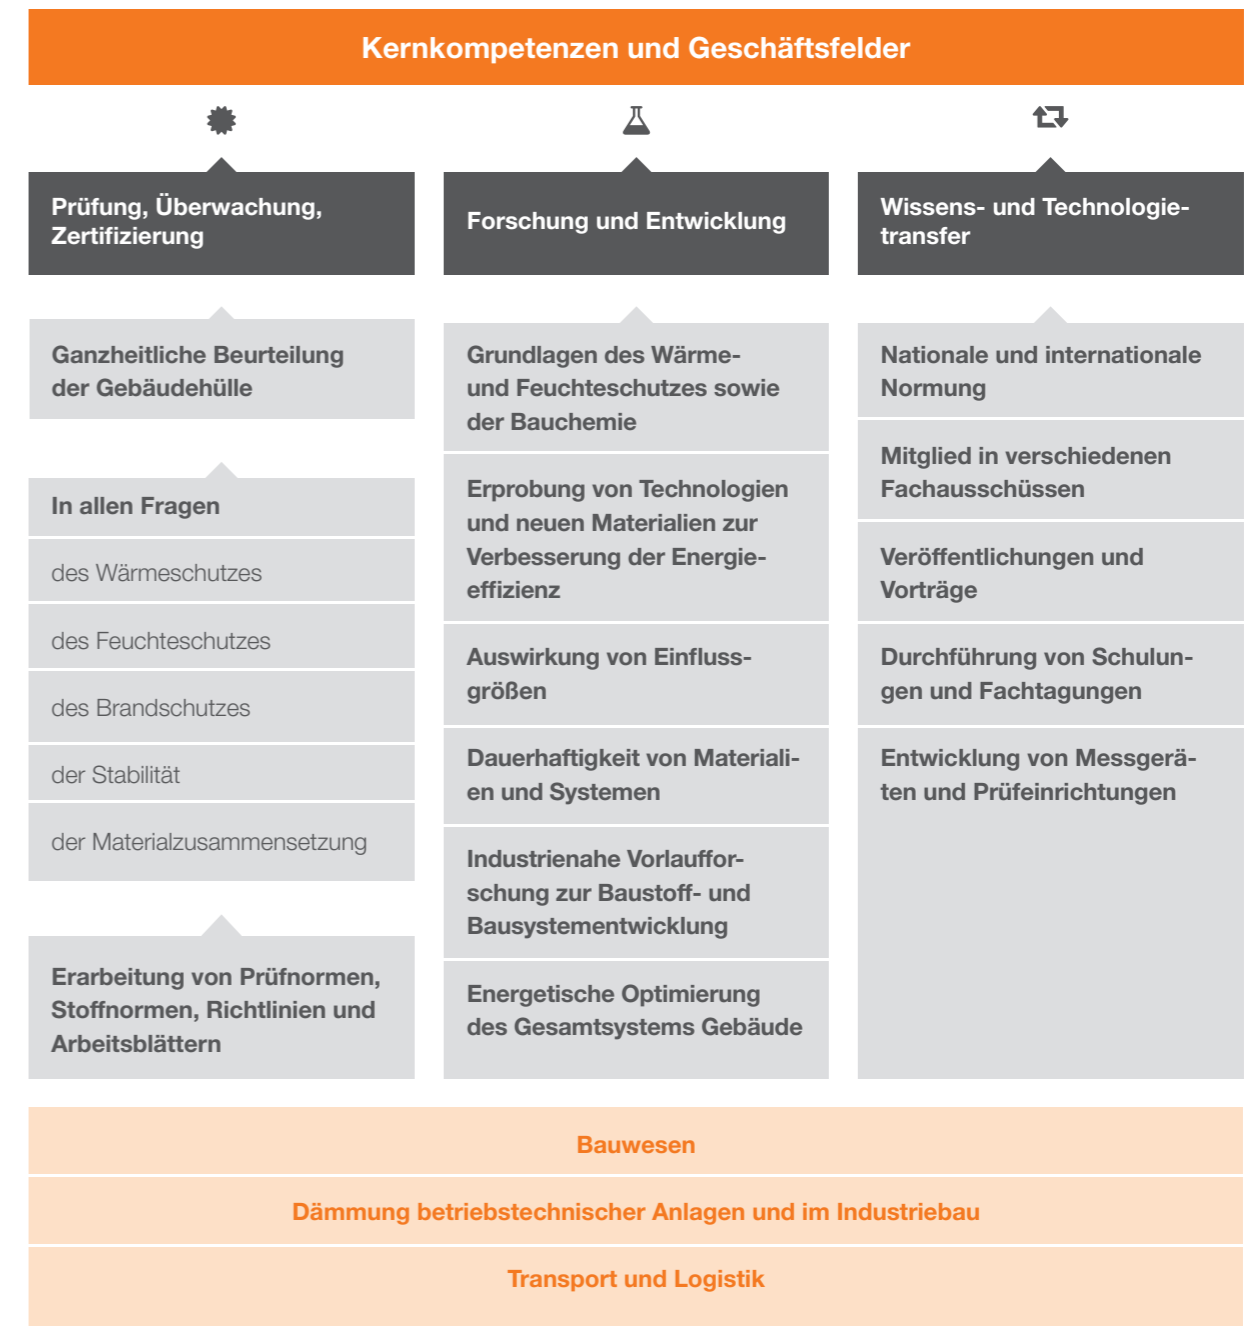 Kernkompetenzen und Geschäftsfelder
Prüfung, Überwachung,
Zertifizierung
Ganzheitliche Beurteilung
der Gebäudehülle
In allen Fragen
des Wärmeschutzes
des Feuchteschutzes
des Brandschutzes
der Stabilität
der Materialzusammensetzung
Erarbeitung von Prüfnormen,
Stoffnormen, Richtlinien und
Arbeitsblättern
Forschung und Entwicklung
Grundlagen des Wärme-
und Feuchteschutzes sowie
der Bauchemie
Erprobung von Technologien
und neuen Materialien zur
Verbesserung der Energie-
effizienz
Auswirkung von Einfluss-
größen
Dauerhaftigkeit von Materiali-
en und Systemen
Industrienahe Vorlauffor-
schung zur Baustoff- und
Bausystementwicklung
Energetische Optimierung
des Gesamtsystems Gebäude
Wissens- und Technologie-
transfer
Nationale und internationale
Normung
Mitglied in verschiedenen
Fachausschüssen
Veröffentlichungen und
Vorträge
Durchführung von Schulun-
gen und Fachtagungen
Entwicklung von Messgerä-
ten und Prüfeinrichtungen
Bauwesen
Dämmung betriebstechnischer Anlagen und im Industriebau
Transport und Logistik